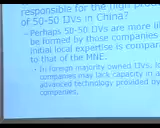 responsible for the high propo
of 50-50 IJVs in China?
Perhaps 50-50 IJVs are more
be formed by those companies
initial local expertise is compar
to that of the MNE.
In foreign majority owned IJVs, lo
companies may lack capacity in a
advanced technology provided by
companies.